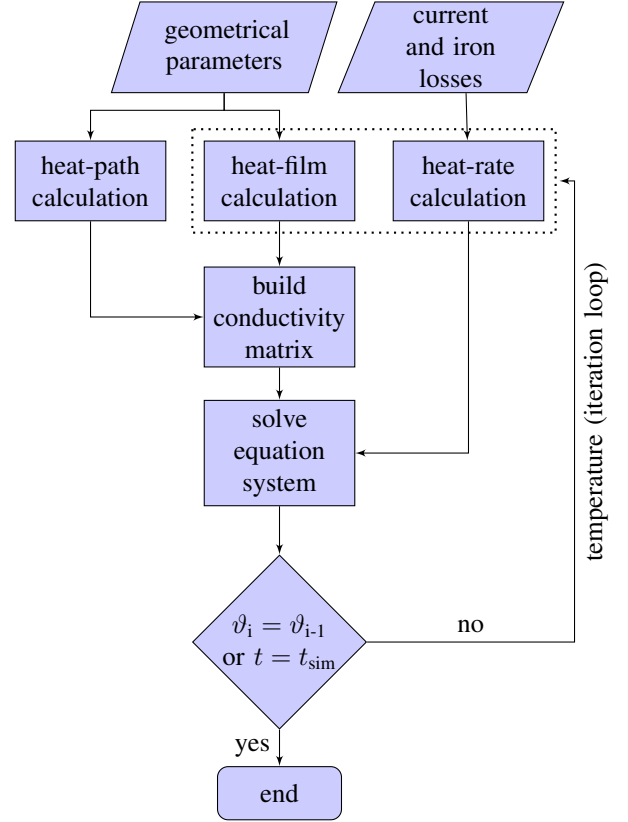 geometrical
parameters
current
and iron
losses
heat-path
calculation
heat-film
calculation
heat-rate
calculation
build
conductivity
matrix
solve
equation
system
temperature (iteration loop)
ϑi = ϑi-1
or t = tsim
no
yes
end